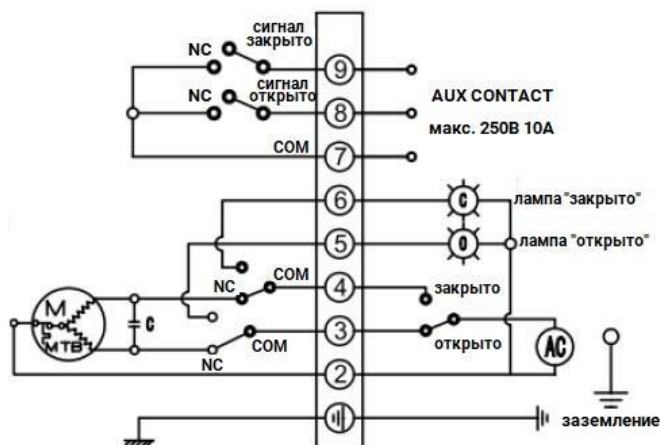 сигнал
закрыто
NC
9
сигнал
открыто
NC
8
AUX CONTACT
макс. 250В 10А
COM
7
6
C
лампа "закрыто"
5
O
лампа "открыто"
NC
COM
4
закрыто
M
C
МТВ
3
COM
открыто
NC
AC
2
заземление